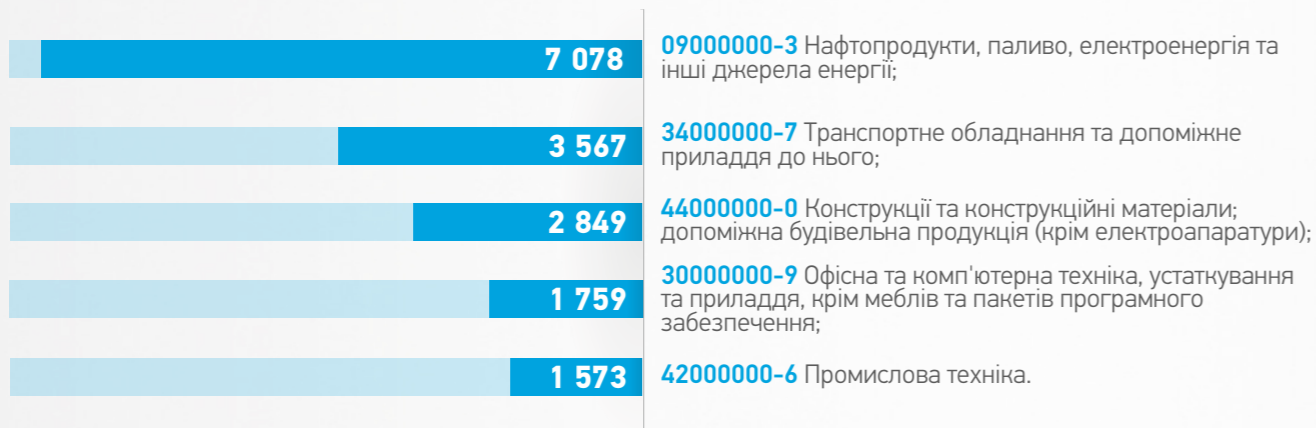 7 078
09000000-3 Нафтопродукти, паливо, електроенергія та
інші джерела енергії;
3 567
34000000-7 Транспортне обладнання та допоміжне
приладдя до нього;
2 849
44000000-0 Конструкції та конструкційні матеріали;
допоміжна будівельна продукція (крім електроапаратури);
1 759
30000000-9 Офісна та комп'ютерна техніка, устаткування
та приладдя, крім меблів та пакетів програмного
забезпечення;
1 573
42000000-6 Промислова техніка.